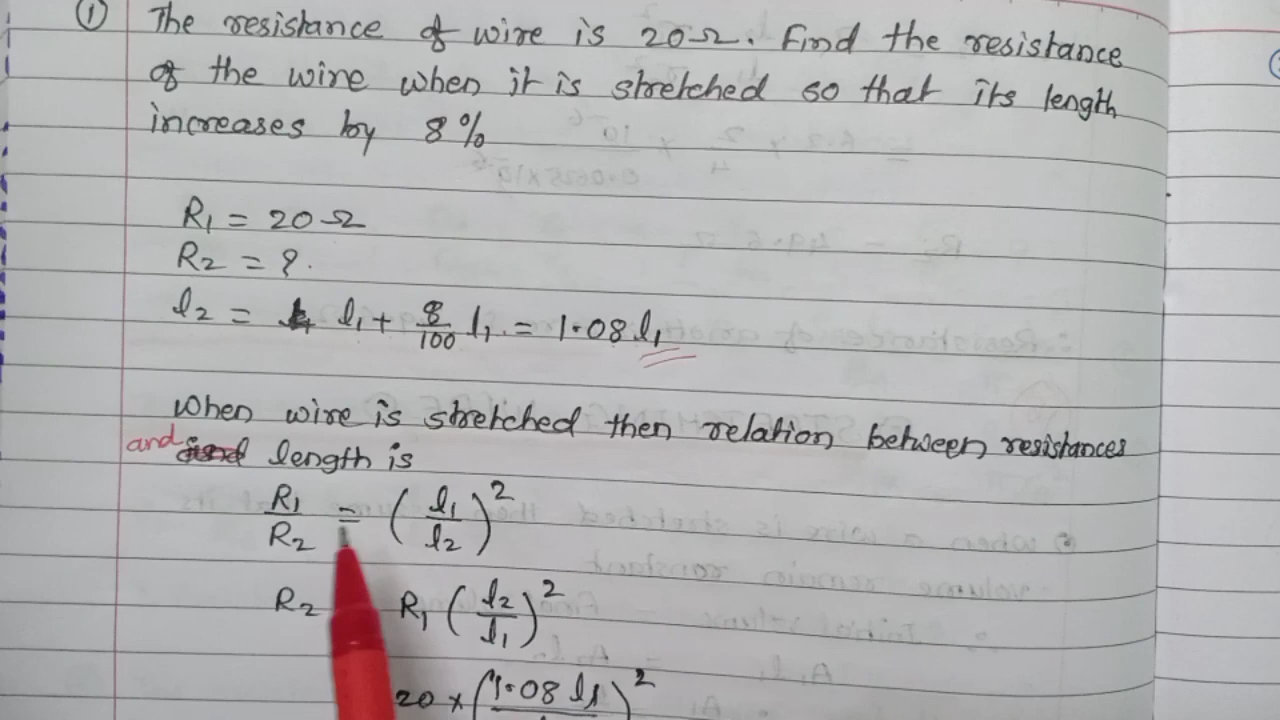 ① The resistance of wire is 20Ω. Find the resistance
of the wire when it is stretched so that its length
increases by 8%
R₁ = 20Ω
R₂ = ?.
l₂ = l₁ + 8/100 l₁ = 1.08 l₁
When wire is stretched then relation between resistances
and length is
R₁/R₂ = (l₁/l₂)²
R₂ R₁ (l₂/l₁)²
20 × (1.08 l₁)²